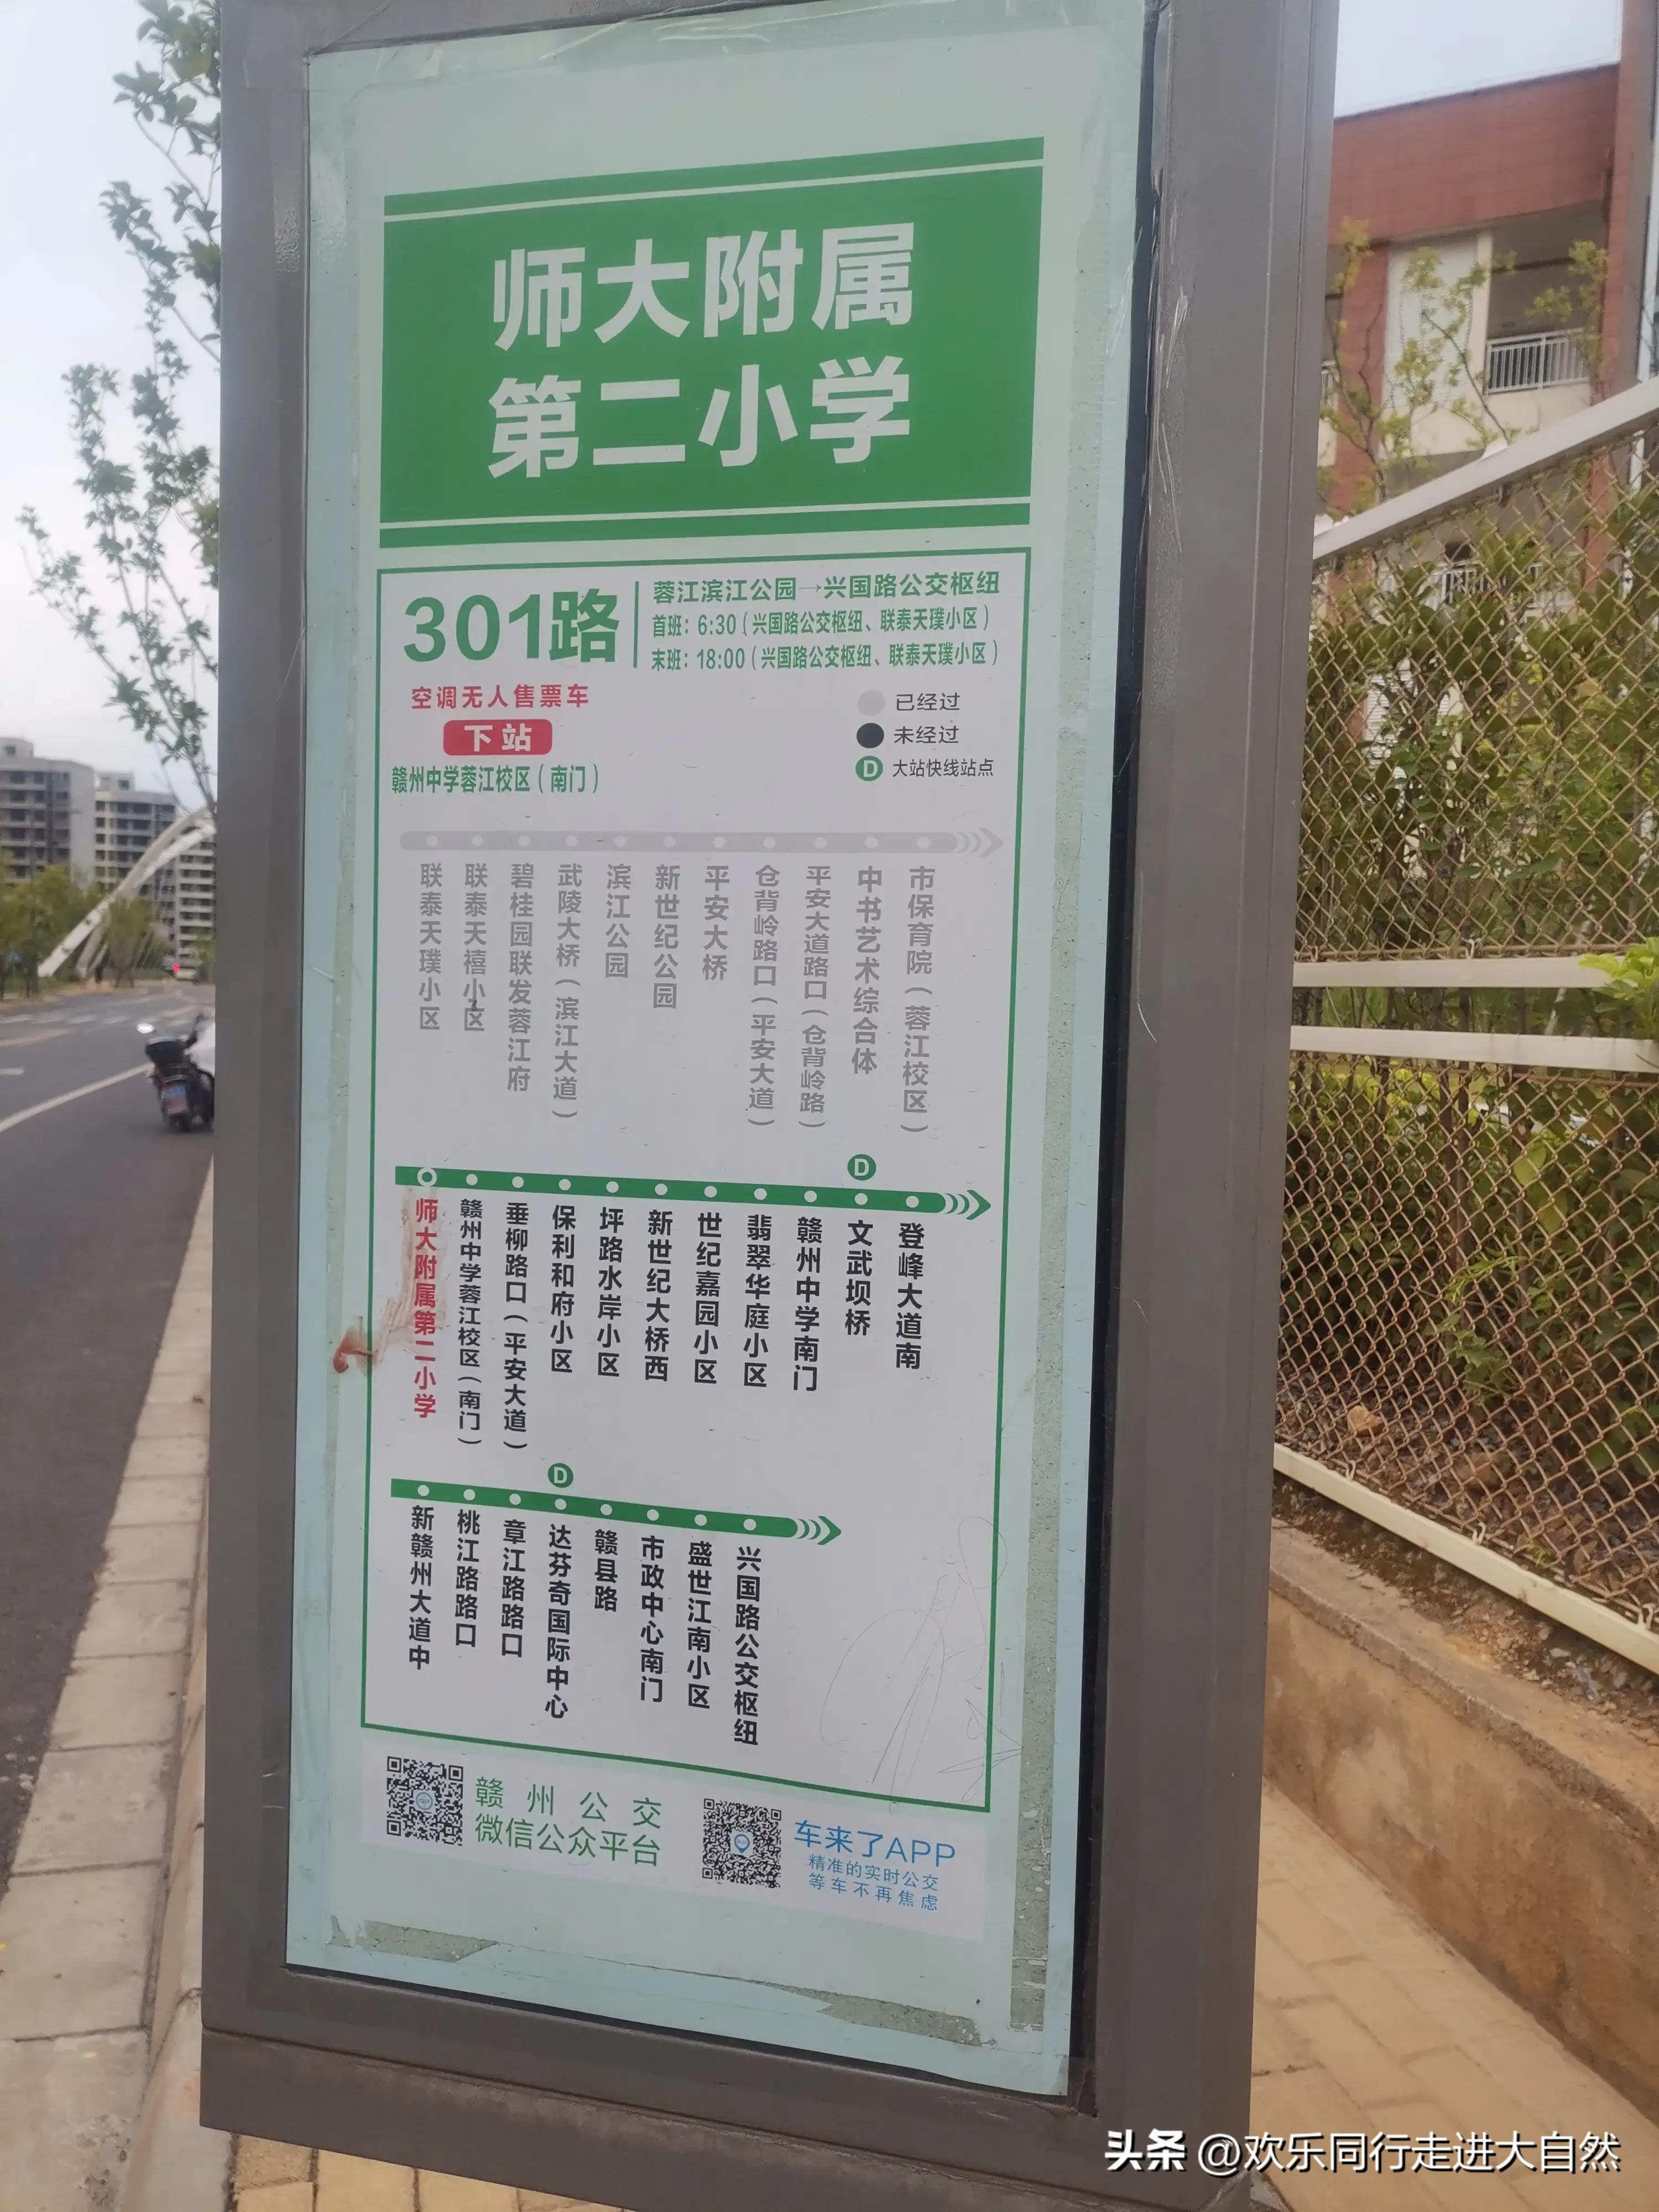 师大附属
第二小学
301路
蓉江滨江公园→兴国路公交枢纽
首班：6:30（兴国路公交枢纽、联泰天璞小区）
末班：18:00（兴国路公交枢纽、联泰天璞小区）
空调无人售票车
下站
赣州中学蓉江校区（南门）
已经过
未经过
D 大站快线站点
联泰天璞小区
联泰天禧小区
碧桂园联发蓉江府
武陵大桥（滨江大道）
滨江公园
新世纪公园
平安大桥
仓背岭路口（平安大道）
平安大道路口（仓背岭路）
中书艺术综合体
市保育院（蓉江校区）
D
师大附属第二小学
赣州中学蓉江校区（南门）
垂柳路口（平安大道）
保利和府小区
坪路水岸小区
新世纪大桥西
世纪嘉园小区
翡翠华庭小区
赣州中学南门
文武坝桥
登峰大道南
D
新赣州大道中
桃江路路口
章江路路口
达芬奇国际中心
赣县路
市政中心南门
盛世江南小区
兴国路公交枢纽
赣州公交
微信公众平台
车来了APP
精准的实时公交
等车不再焦虑
头条 @欢乐同行走进大自然